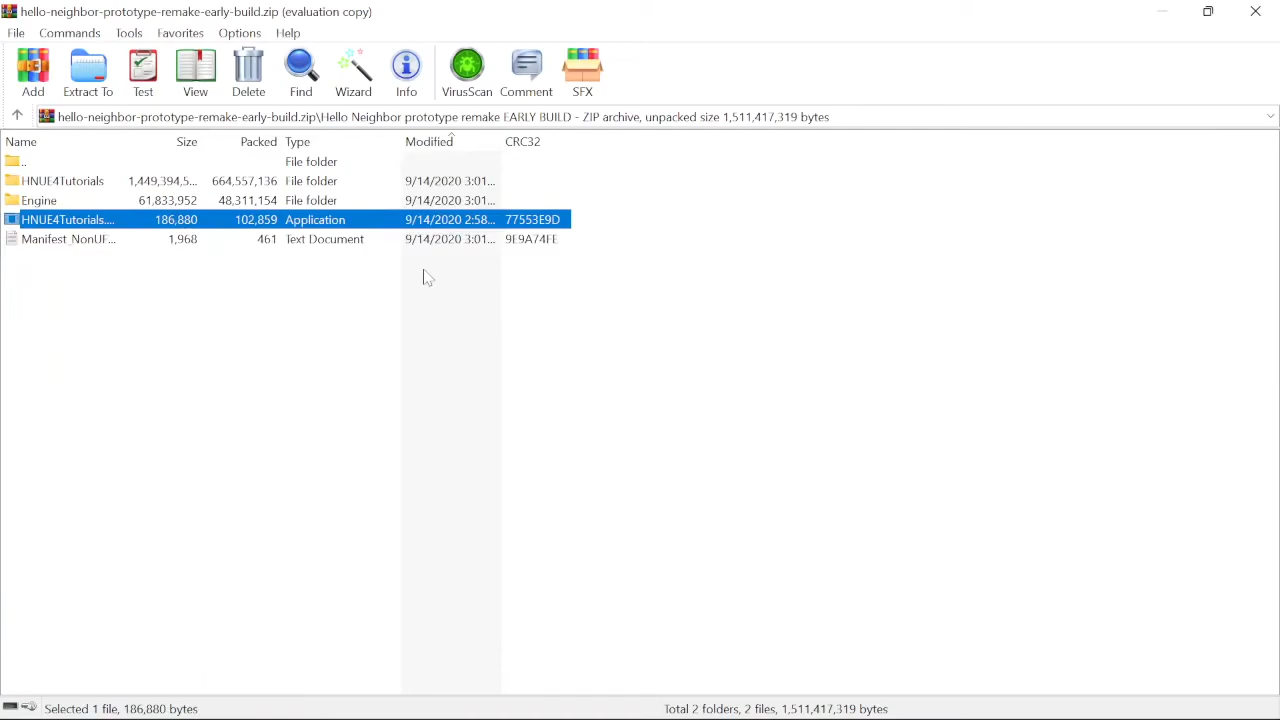 hello-neighbor-prototype-remake-early-build.zip (evaluation copy)
File Commands Tools Favorites Options Help
Add Extract To Test View Delete Find Wizard Info VirusScan Comment SFX
hello-neighbor-prototype-remake-early-build.zip\Hello Neighbor prototype remake EARLY BUILD - ZIP archive, unpacked size 1,511,417,319 bytes
Name Size Packed Type Modified CRC32
.. File folder
HNUE4Tutorials 1,449,394,5... 664,557,136 File folder 9/14/2020 3:01...
Engine 61,833,952 48,311,154 File folder 9/14/2020 3:01...
HNUE4Tutorials.... 186,880 102,859 Application 9/14/2020 2:58... 77553E9D
Manifest_NonUF... 1,968 461 Text Document 9/14/2020 3:01... 9E9A74FE
Selected 1 file, 186,880 bytes Total 2 folders, 2 files, 1,511,417,319 bytes